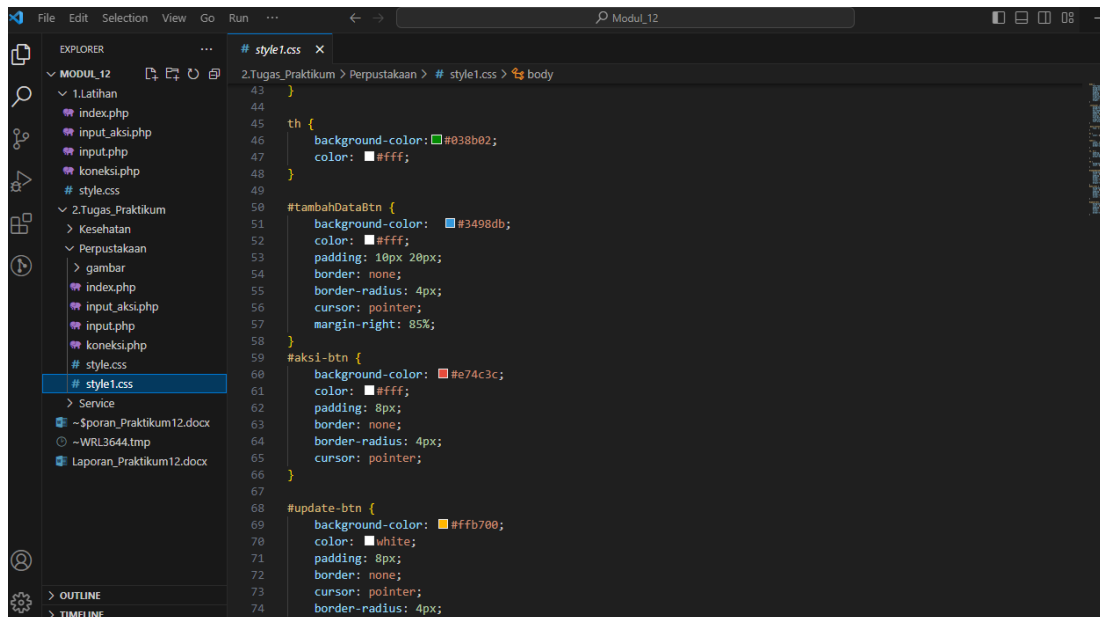 File Edit Selection View Go Run ··· ← → Modul_12
EXPLORER ···
MODUL_12
1.Latihan
index.php
input_aksi.php
input.php
koneksi.php
# style.css
2.Tugas_Praktikum
> Kesehatan
Perpustakaan
> gambar
index.php
input_aksi.php
input.php
koneksi.php
# style.css
# style1.css
> Service
~$poran_Praktikum12.docx
~WRL3644.tmp
Laporan_Praktikum12.docx
> OUTLINE
> TIMELINE
# style1.css ×
2.Tugas_Praktikum > Perpustakaan > # style1.css > body
43 }
44
45 th {
46 background-color: #038b02;
47 color: #fff;
48 }
49
50 #tambahDataBtn {
51 background-color: #3498db;
52 color: #fff;
53 padding: 10px 20px;
54 border: none;
55 border-radius: 4px;
56 cursor: pointer;
57 margin-right: 85%;
58 }
59 #aksi-btn {
60 background-color: #e74c3c;
61 color: #fff;
62 padding: 8px;
63 border: none;
64 border-radius: 4px;
65 cursor: pointer;
66 }
67
68 #update-btn {
69 background-color: #ffb700;
70 color: white;
71 padding: 8px;
72 border: none;
73 cursor: pointer;
74 border-radius: 4px;